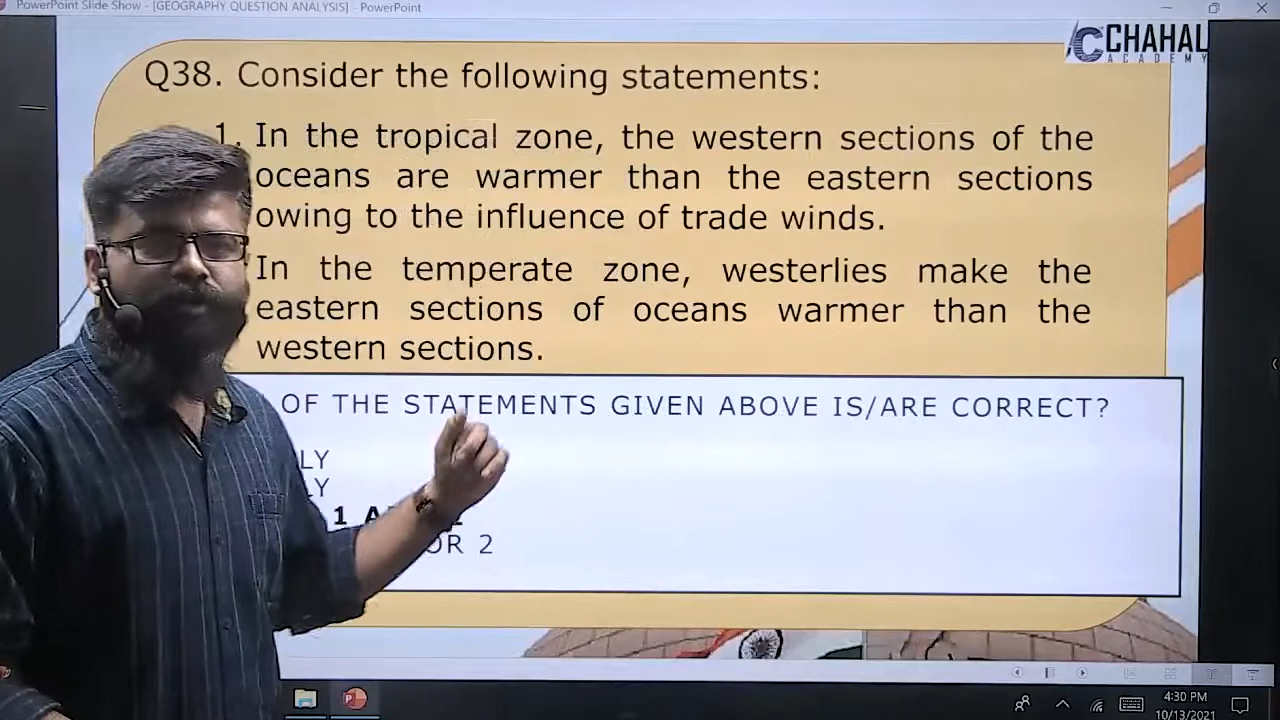 PowerPoint Slide Show - [GEOGRAPHY QUESTION ANALYSIS] - PowerPoint
CHAHAL
ACADEMY
Q38. Consider the following statements:
1. In the tropical zone, the western sections of the
oceans are warmer than the eastern sections
owing to the influence of trade winds.
In the temperate zone, westerlies make the
eastern sections of oceans warmer than the
western sections.
OF THE STATEMENTS GIVEN ABOVE IS/ARE CORRECT?
LY
LY
1 A
OR 2
4:30 PM
10/13/2021